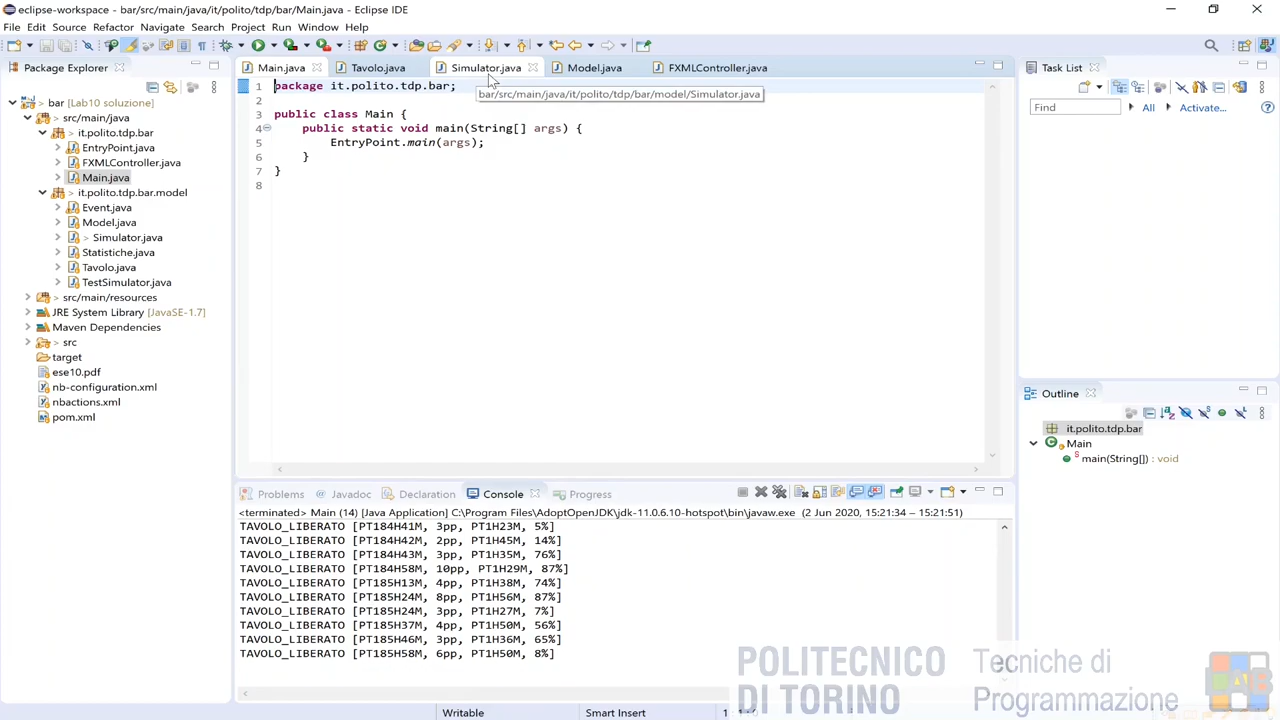 eclipse-workspace - bar/src/main/java/it/polito/tdp/bar/Main.java - Eclipse IDE
File Edit Source Refactor Navigate Search Project Run Window Help
Package Explorer
bar [Lab10 soluzione]
src/main/java
it.polito.tdp.bar
EntryPoint.java
FXMLController.java
Main.java
it.polito.tdp.bar.model
Event.java
Model.java
> Simulator.java
Statistiche.java
Tavolo.java
TestSimulator.java
> src/main/resources
JRE System Library [JavaSE-1.7]
Maven Dependencies
> src
target
ese10.pdf
nb-configuration.xml
nbactions.xml
pom.xml
Main.java Tavolo.java Simulator.java Model.java FXMLController.java
bar/src/main/java/it/polito/tdp/bar/model/Simulator.java
1 package it.polito.tdp.bar;
2
3 public class Main {
4 public static void main(String[] args) {
5 EntryPoint.main(args);
6 }
7 }
8
Task List
Find All Activate...
Outline
it.polito.tdp.bar
Main
main(String[]) : void
Problems Javadoc Declaration Console Progress
<terminated> Main (14) [Java Application] C:\Program Files\AdoptOpenJDK\jdk-11.0.6.10-hotspot\bin\javaw.exe (2 Jun 2020, 15:21:34 – 15:21:51)
TAVOLO_LIBERATO [PT184H41M, 3pp, PT1H23M, 5%]
TAVOLO_LIBERATO [PT184H42M, 2pp, PT1H45M, 14%]
TAVOLO_LIBERATO [PT184H43M, 3pp, PT1H35M, 76%]
TAVOLO_LIBERATO [PT184H58M, 10pp, PT1H29M, 87%]
TAVOLO_LIBERATO [PT185H13M, 4pp, PT1H38M, 74%]
TAVOLO_LIBERATO [PT185H24M, 8pp, PT1H56M, 87%]
TAVOLO_LIBERATO [PT185H24M, 3pp, PT1H27M, 7%]
TAVOLO_LIBERATO [PT185H37M, 4pp, PT1H50M, 56%]
TAVOLO_LIBERATO [PT185H46M, 3pp, PT1H36M, 65%]
TAVOLO_LIBERATO [PT185H58M, 6pp, PT1H50M, 8%]
POLITECNICO
DI TORINO
Tecniche di
Programmazione
Writable Smart Insert